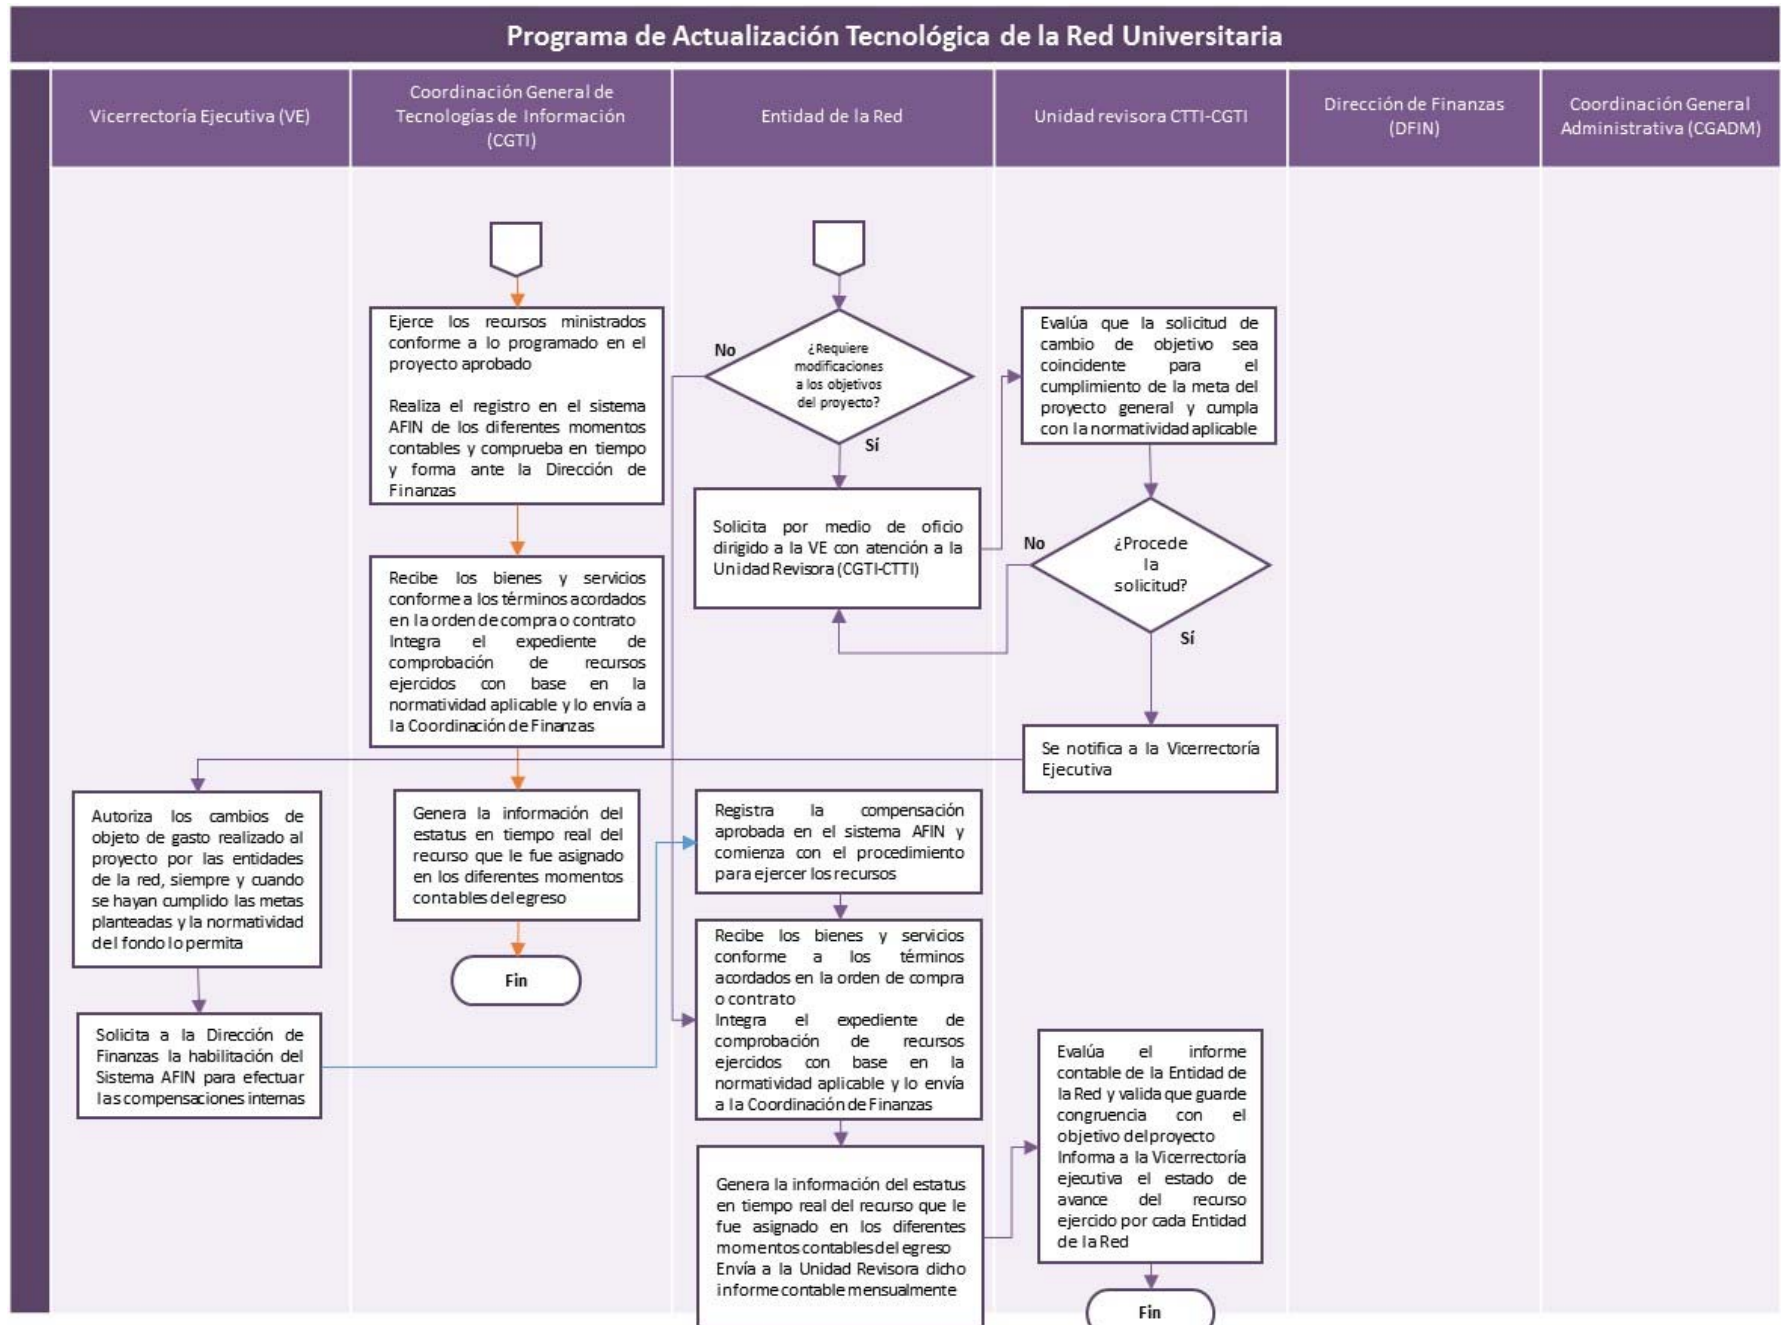 Programa de Actualización Tecnológica de la Red Universitaria
Vicerrectoría Ejecutiva (VE)
Coordinación General de
Tecnologías de Información
(CGTI)
Entidad de la Red
Unidad revisora CTTI-CGTI
Dirección de Finanzas
(DFIN)
Coordinación General
Administrativa (CGADM)
Ejerce los recursos ministrados
conforme a lo programado en el
proyecto aprobado
Realiza el registro en el sistema
AFIN de los diferentes momentos
contables y comprueba en tiempo
y forma ante la Dirección de
Finanzas
Recibe los bienes y servicios
conforme a los términos acordados
en la orden de compra o contrato
Integra el expediente de
comprobación de recursos
ejercidos con base en la
normatividad aplicable y lo envía a
la Coordinación de Finanzas
Genera la información del
estatus en tiempo real del
recurso que le fue asignado
en los diferentes momentos
contables del egreso
Fin
No
¿Requiere
modificaciones
a los objetivos
del proyecto?
Sí
Solicita por medio de oficio
dirigido a la VE con atención a la
Unidad Revisora (CGTI-CTTI)
Evalúa que la solicitud de
cambio de objetivo sea
coincidente para el
cumplimiento de la meta del
proyecto general y cumpla
con la normatividad aplicable
No
¿Procede
la
solicitud?
Sí
Se notifica a la Vicerrectoría
Ejecutiva
Autoriza los cambios de
objeto de gasto realizado al
proyecto por las entidades
de la red, siempre y cuando
se hayan cumplido las metas
planteadas y la normatividad
del fondo lo permita
Solicita a la Dirección de
Finanzas la habilitación del
Sistema AFIN para efectuar
las compensaciones internas
Registra la compensación
aprobada en el sistema AFIN y
comienza con el procedimiento
para ejercer los recursos
Recibe los bienes y servicios
conforme a los términos
acordados en la orden de compra
o contrato
Integra el expediente de
comprobación de recursos
ejercidos con base en la
normatividad aplicable y lo envía
a la Coordinación de Finanzas
Genera la información del estatus
en tiempo real del recurso que le
fue asignado en los diferentes
momentos contables del egreso
Envía a la Unidad Revisora dicho
informe contable mensualmente
Evalúa el informe
contable de la Entidad de
la Red y valida que guarde
congruencia con el
objetivo del proyecto
Informa a la Vicerrectoría
ejecutiva el estado de
avance del recurso
ejercido por cada Entidad
de la Red
Fin